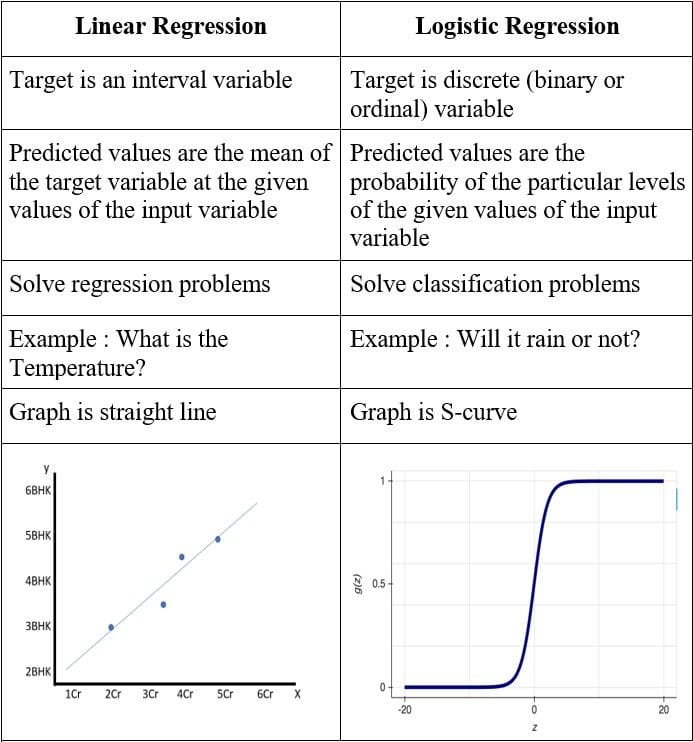 Linear Regression
Logistic Regression
Target is an interval variable
Target is discrete (binary or
ordinal) variable
Predicted values are the mean of
the target variable at the given
values of the input variable
Predicted values are the
probability of the particular levels
of the given values of the input
variable
Solve regression problems
Solve classification problems
Example : What is the
Temperature?
Example : Will it rain or not?
Graph is straight line
Graph is S-curve
y
6BHK
5BHK
4BHK
3BHK
2BHK
1Cr 2Cr 3Cr 4Cr 5Cr 6Cr X
1
g(z)
0.5
0
-20 0 20
z